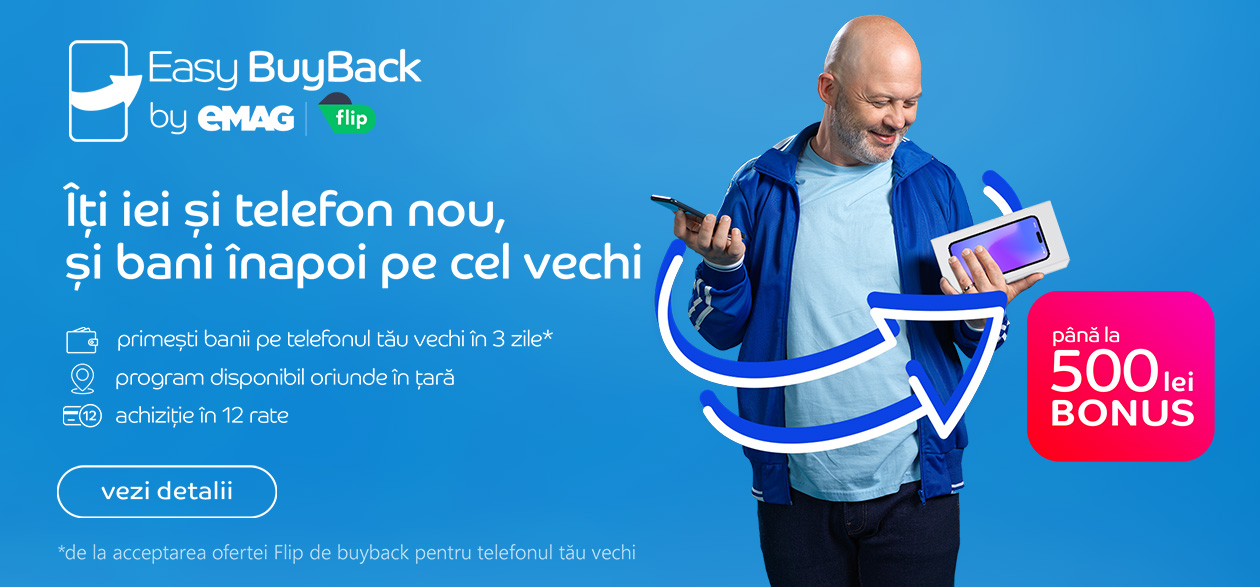 Easy BuyBack
by eMAG flip
Îți iei și telefon nou,
și bani înapoi pe cel vechi
primești banii pe telefonul tău vechi în 3 zile*
program disponibil oriunde în țară
12
achiziție în 12 rate
până la
500 lei
BONUS
vezi detalii
*de la acceptarea ofertei Flip de buyback pentru telefonul tău vechi